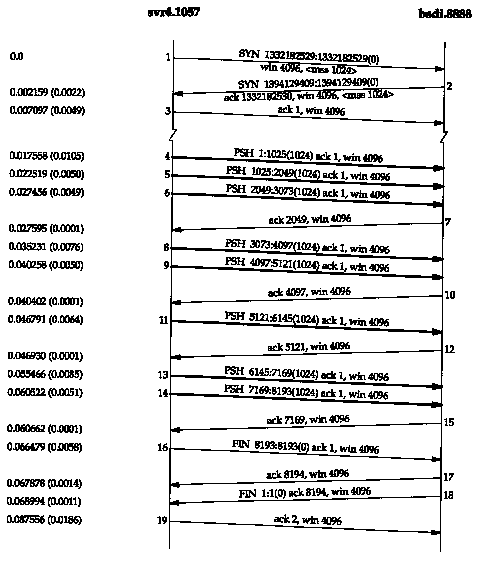 svr4.1057 bsdi.8888
0.0 1 SYN 1332182529:1332182529(0)
win 4096, <mss 1024>
SYN 1394129409:1394129409(0) 2
0.002159 (0.0022) ack 1332182530, win 4096, <mss 1024>
0.007097 (0.0049) 3 ack 1, win 4096
0.017558 (0.0105) 4 PSH 1:1025(1024) ack 1, win 4096
0.022519 (0.0050) 5 PSH 1025:2049(1024) ack 1, win 4096
0.027456 (0.0049) 6 PSH 2049:3073(1024) ack 1, win 4096
0.027595 (0.0001) ack 2049, win 4096 7
0.035231 (0.0076) 8 PSH 3073:4097(1024) ack 1, win 4096
0.040258 (0.0050) 9 PSH 4097:5121(1024) ack 1, win 4096
0.040402 (0.0001) ack 4097, win 4096 10
0.046791 (0.0064) 11 PSH 5121:6145(1024) ack 1, win 4096
0.046930 (0.0001) ack 5121, win 4096 12
0.055466 (0.0085) 13 PSH 6145:7169(1024) ack 1, win 4096
0.060522 (0.0051) 14 PSH 7169:8193(1024) ack 1, win 4096
0.060662 (0.0001) ack 7169, win 4096 15
0.066479 (0.0058) 16 FIN 8193:8193(0) ack 1, win 4096
0.067878 (0.0014) ack 8194, win 4096 17
0.068994 (0.0011) FIN 1:1(0) ack 8194, win 4096 18
0.087556 (0.0186) 19 ack 2, win 4096